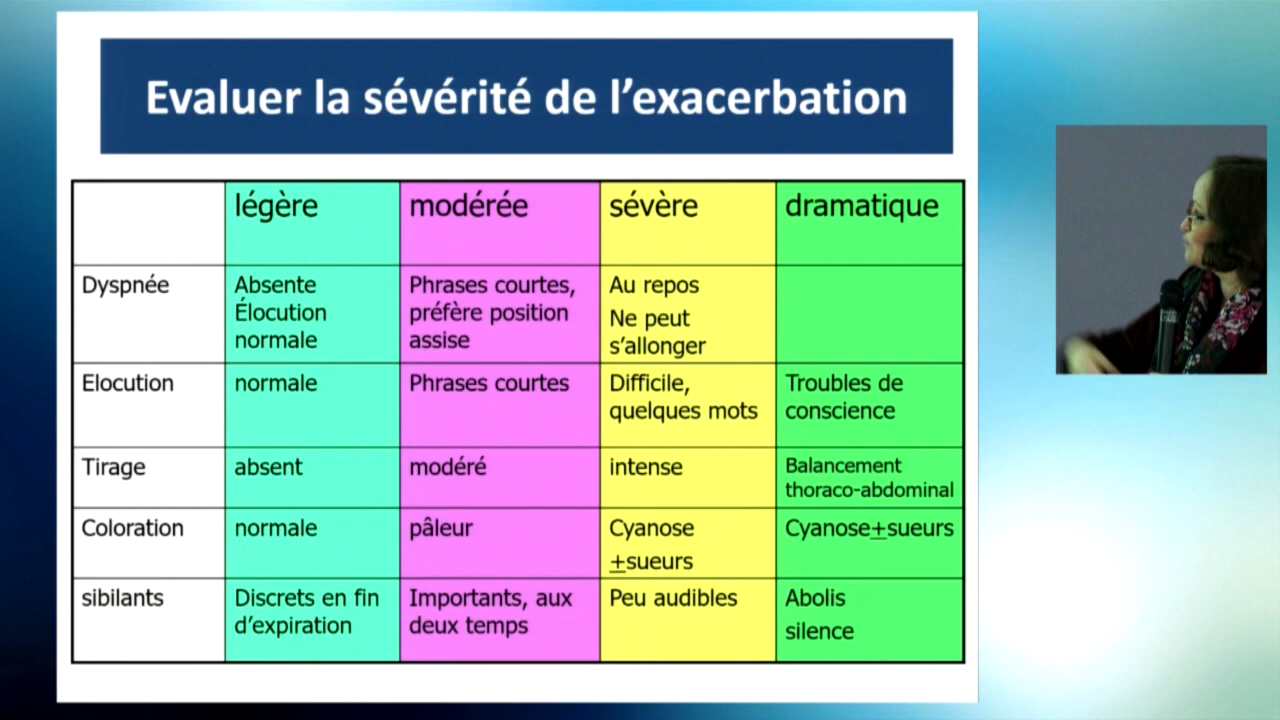 Evaluer la sévérité de l'exacerbation
légère modérée sévère dramatique
Dyspnée
Absente
Élocution
normale
Phrases courtes,
préfère position
assise
Au repos
Ne peut
s'allonger
Elocution
normale
Phrases courtes
Difficile,
quelques mots
Troubles de
conscience
Tirage
absent
modéré
intense
Balancement
thoraco-abdominal
Coloration
normale
pâleur
Cyanose
±sueurs
Cyanose±sueurs
sibilants
Discrets en fin
d'expiration
Importants, aux
deux temps
Peu audibles
Abolis
silence